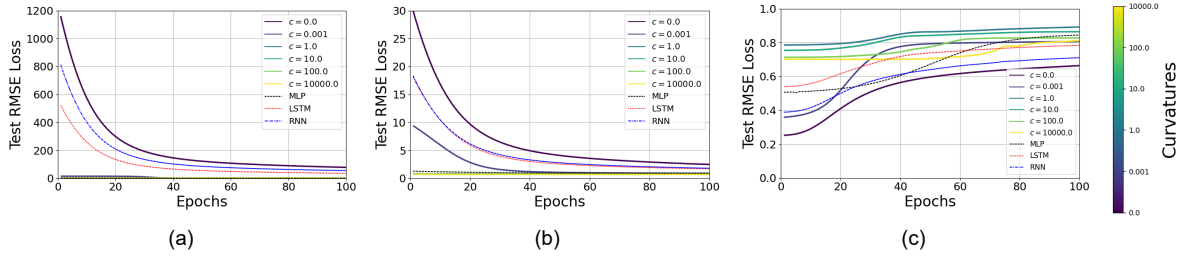 1200
1000
800
600
400
200
0
Test RMSE Loss
0 20 40 60 80 100
Epochs
c = 0.0
c = 0.001
c = 1.0
c = 10.0
c = 100.0
c = 10000.0
MLP
LSTM
RNN
(a)
30
25
20
15
10
5
0
Test RMSE Loss
0 20 40 60 80 100
Epochs
c = 0.0
c = 0.001
c = 1.0
c = 10.0
c = 100.0
c = 10000.0
MLP
LSTM
RNN
(b)
1.0
0.8
0.6
0.4
0.2
0.0
Test RMSE Loss
0 20 40 60 80 100
Epochs
c = 0.0
c = 0.001
c = 1.0
c = 10.0
c = 100.0
c = 10000.0
MLP
LSTM
RNN
(c)
10000.0
100.0
10.0
1.0
0.001
0.0
Curvatures